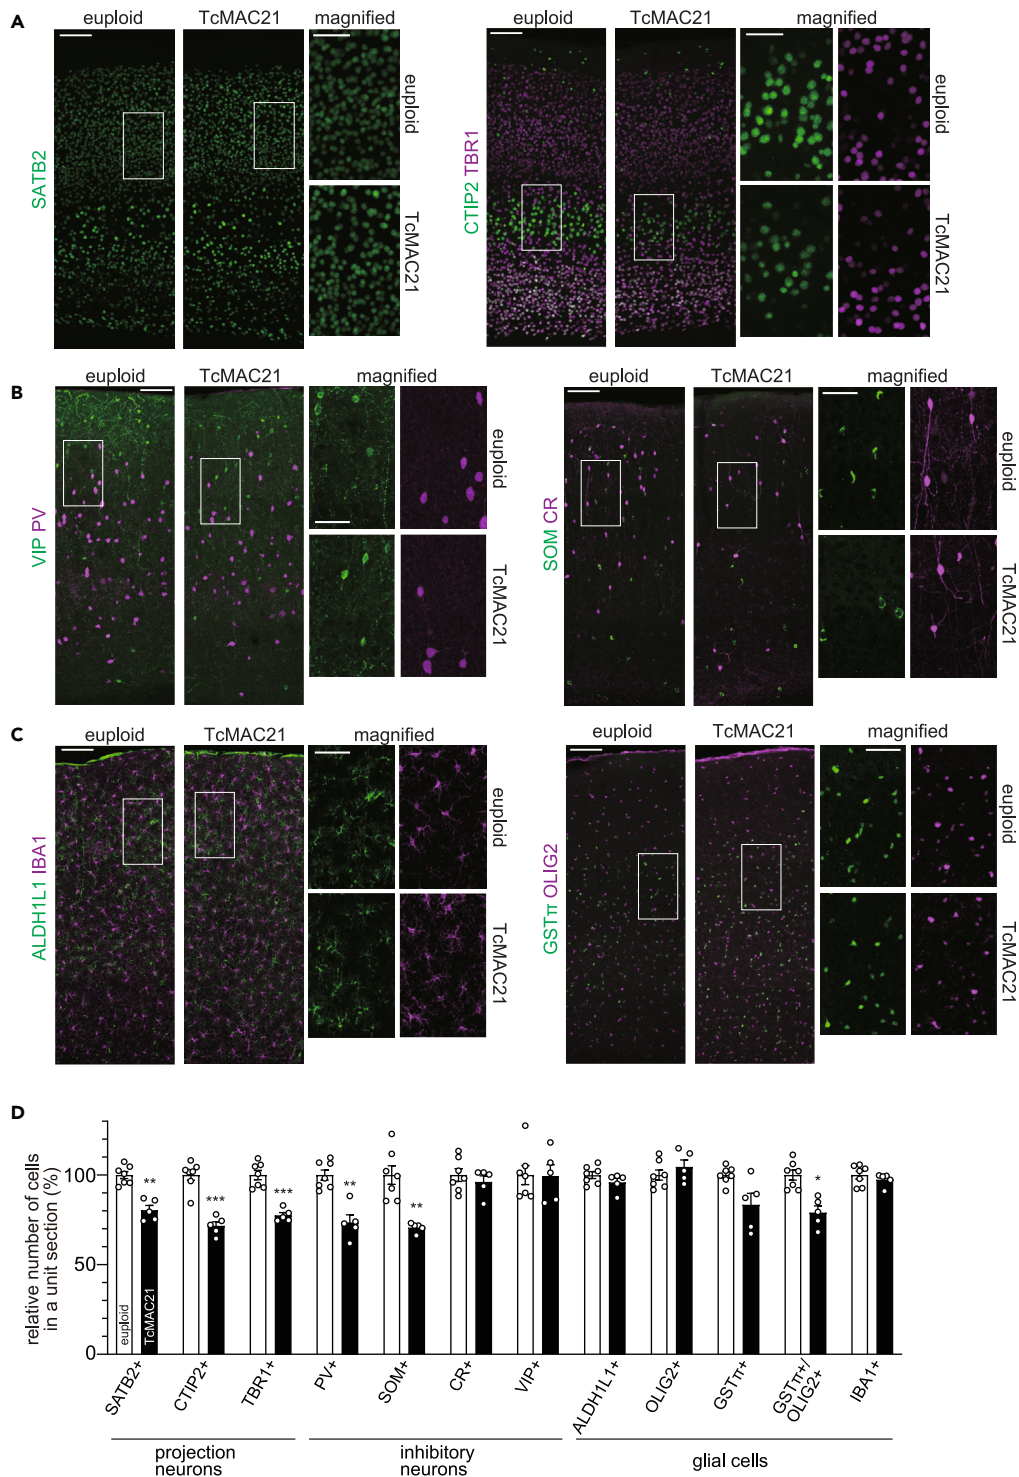 A
euploid TcMAC21 magnified
SATB2
euploid
TcMAC21
euploid TcMAC21 magnified
CTIP2 TBR1
euploid
TcMAC21
B
euploid TcMAC21 magnified
VIP PV
euploid
TcMAC21
euploid TcMAC21 magnified
SOM CR
euploid
TcMAC21
C
euploid TcMAC21 magnified
ALDH1L1 IBA1
euploid
TcMAC21
euploid TcMAC21 magnified
GSTπ OLIG2
euploid
TcMAC21
D
relative number of cells
in a unit section (%)
100
50
0
euploid
TcMAC21
**
***
***
**
**
*
SATB2+
CTIP2+
TBR1+
PV+
SOM+
CR+
VIP+
ALDH1L1+
OLIG2+
GSTπ+
GSTπ+/
OLIG2+
IBA1+
projection
neurons
inhibitory
neurons
glial cells